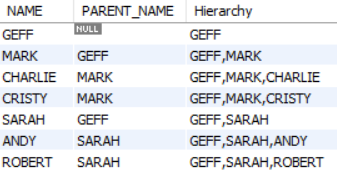 NAME PARENT_NAME Hierarchy
GEFF NULL GEFF
MARK GEFF GEFF,MARK
CHARLIE MARK GEFF,MARK,CHARLIE
CRISTY MARK GEFF,MARK,CRISTY
SARAH GEFF GEFF,SARAH
ANDY SARAH GEFF,SARAH,ANDY
ROBERT SARAH GEFF,SARAH,ROBERT